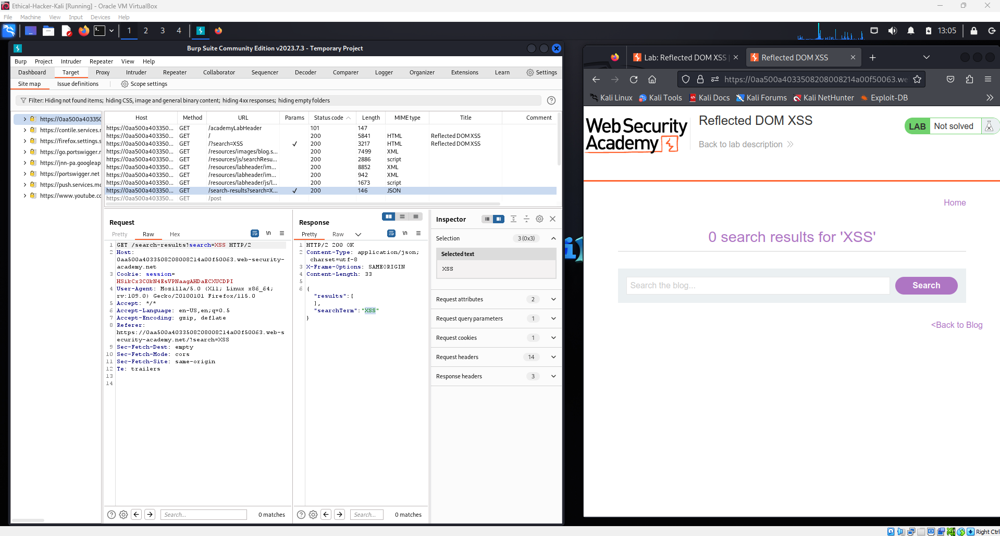 Ethical-Hacker-Kali [Running] - Oracle VM VirtualBox
File Machine View Input Devices Help
1 2 3 4
13:05
Burp Suite Community Edition v2023.7.3 - Temporary Project
Burp Project Intruder Repeater View Help
Dashboard Target Proxy Intruder Repeater Collaborator Sequencer Decoder Comparer Logger Organizer Extensions Learn Settings
Site map Issue definitions Scope settings
Filter: Hiding not found items; hiding CSS, image and general binary content; hiding 4xx responses; hiding empty folders
https://0aa500a403350
https://contile.services.r
https://firefox.settings.s
https://go.portswigger.r
https://jnn-pa.googleap
https://portswigger.net
https://push.services.mc
https://www.youtube.cc
Host Method URL Params Status code Length MIME type Title Comment
https://0aa500a403350... GET /academyLabHeader 101 147
https://0aa500a403350... GET / 200 5841 HTML Reflected DOM XSS
https://0aa500a403350... GET /?search=XSS ✓ 200 3217 HTML Reflected DOM XSS
https://0aa500a403350... GET /resources/images/blog.s... 200 7499 XML
https://0aa500a403350... GET /resources/js/searchResu... 200 2886 script
https://0aa500a403350... GET /resources/labheader/im... 200 8852 XML
https://0aa500a403350... GET /resources/labheader/im... 200 942 XML
https://0aa500a403350... GET /resources/labheader/js/l... 200 1673 script
https://0aa500a403350... GET /search-results?search=X... ✓ 200 146 JSON
https://0aa500a403350... GET /post
Request
Pretty Raw Hex
\n
1 GET /search-results?search=XSS HTTP/2
2 Host:
0aa500a4033508208008214a00f50063.web-security-
academy.net
3 Cookie: session=
HSikCx3C0kN4EsVPNaagAHDaECXUCDPI
4 User-Agent: Mozilla/5.0 (X11; Linux x86_64;
rv:109.0) Gecko/20100101 Firefox/115.0
5 Accept: */*
6 Accept-Language: en-US,en;q=0.5
7 Accept-Encoding: gzip, deflate
8 Referer:
https://0aa500a4033508208008214a00f50063.web-s
ecurity-academy.net/?search=XSS
9 Sec-Fetch-Dest: empty
10 Sec-Fetch-Mode: cors
11 Sec-Fetch-Site: same-origin
12 Te: trailers
13
14
Search... 0 matches
Response
Pretty Raw
\n
1 HTTP/2 200 OK
2 Content-Type: application/json;
charset=utf-8
3 X-Frame-Options: SAMEORIGIN
4 Content-Length: 33
5
6 {
"results":[
],
"searchTerm":"XSS"
}
Search... 0 matches
Inspector
Selection 3 (0x3)
Selected text
XSS
Request attributes 2
Request query parameters 1
Request cookies 1
Request headers 14
Response headers 3
Lab: Reflected DOM XSS
Reflected DOM XSS
https://0aa500a4033508208008214a00f50063.we
Kali Linux Kali Tools Kali Docs Kali Forums Kali NetHunter Exploit-DB
WebSecurity
Academy
Reflected DOM XSS
Back to lab description
LAB Not solved
Home
0 search results for 'XSS'
Search the blog...
Search
<Back to Blog
Right Ctrl